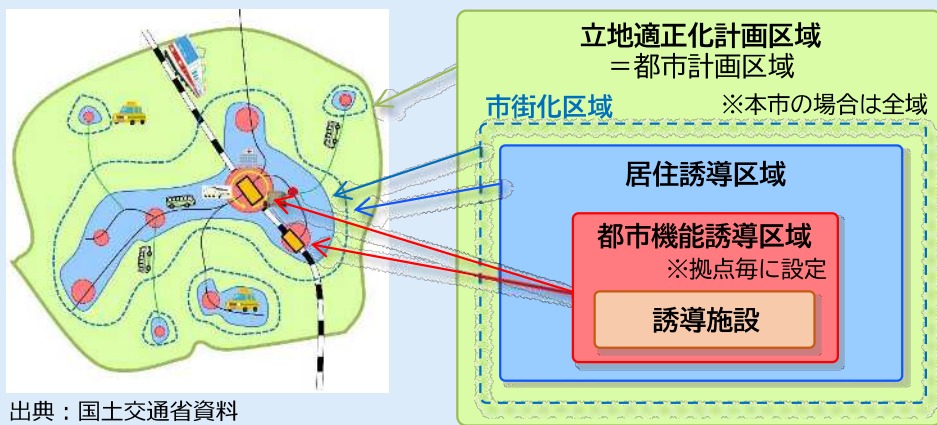 立地適正化計画区域
＝都市計画区域
市街化区域
※本市の場合は全域
居住誘導区域
都市機能誘導区域
※拠点毎に設定
誘導施設
出典：国土交通省資料